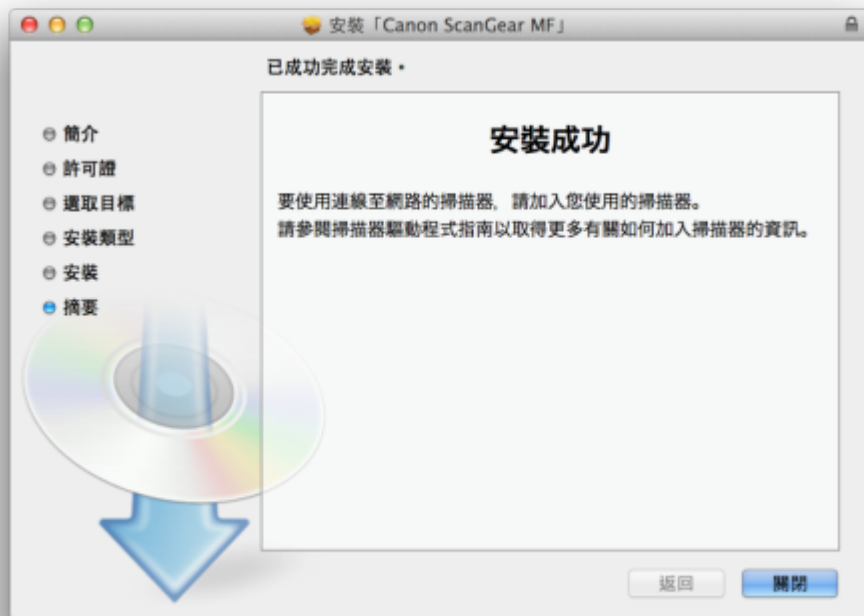 安裝「Canon ScanGear MF」
已成功完成安裝。
簡介
許可證
選取目標
安裝類型
安裝
摘要
安裝成功
要使用連線至網路的掃描器，請加入您使用的掃描器。
請參閱掃描器驅動程式指南以取得更多有關如何加入掃描器的資訊。
返回
關閉